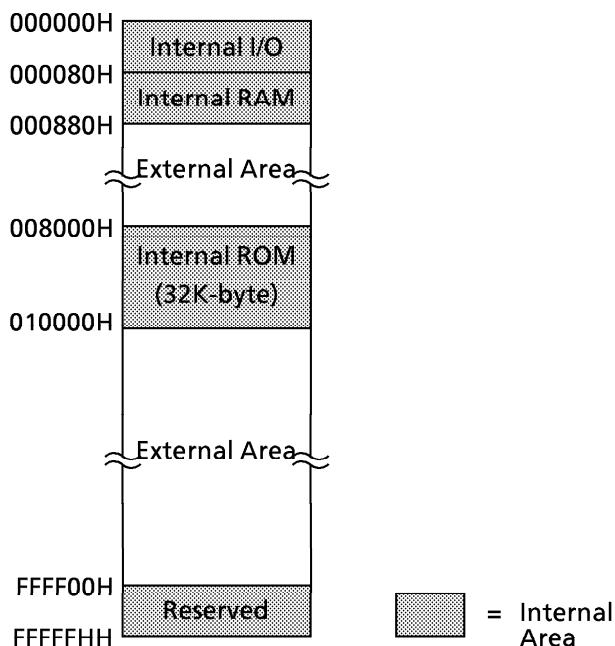 000000H
Internal I/O
000080H
Internal RAM
000880H
External Area
008000H
Internal ROM
(32K-byte)
010000H
External Area
FFFF00H
Reserved
FFFFFHH
= Internal
Area